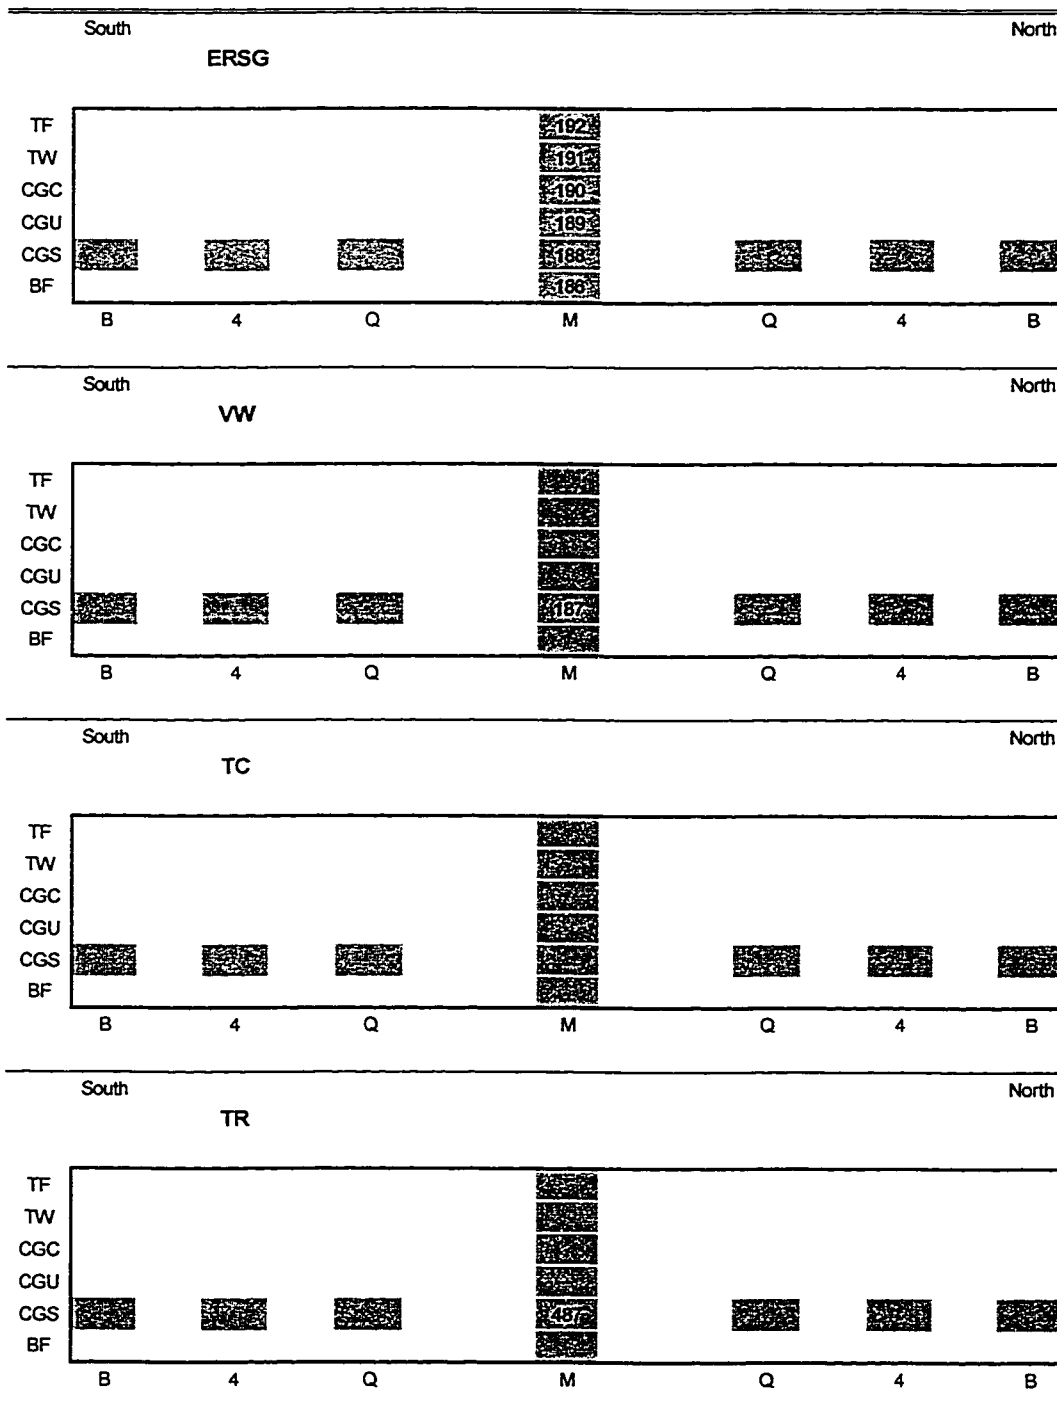 South North
ERSG
TF 192
TW 191
CGC 190
CGU 189
CGS 188
BF 186
B 4 Q M Q 4 B
South North
VW
TF
TW
CGC
CGU
CGS 187
BF
B 4 Q M Q 4 B
South North
TC
TF
TW
CGC
CGU
CGS
BF
B 4 Q M Q 4 B
South North
TR
TF
TW
CGC
CGU
CGS 487
BF
B 4 Q M Q 4 B